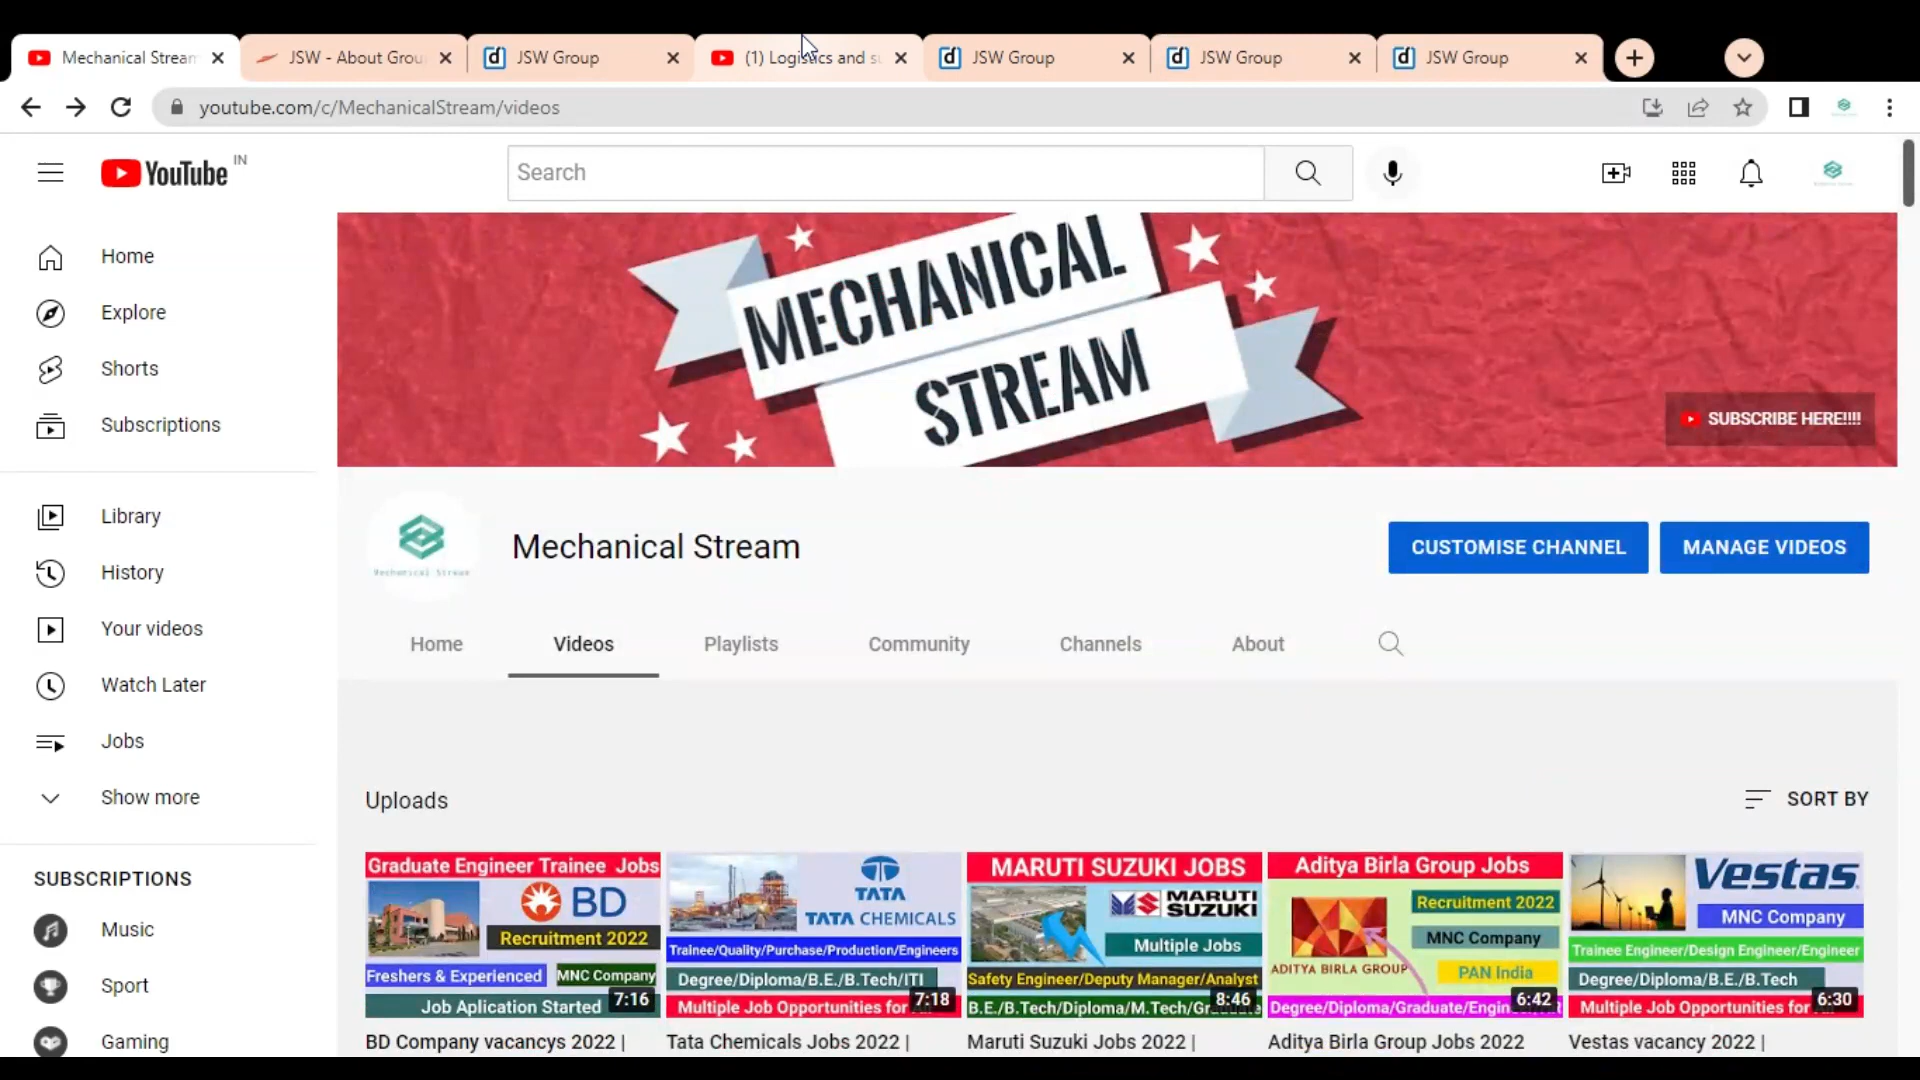 Mechanical Stream
JSW - About Grou
JSW Group
(1) Logistics and su
JSW Group
JSW Group
JSW Group
youtube.com/c/MechanicalStream/videos
YouTube IN
Search
Home
Explore
Shorts
Subscriptions
Library
History
Your videos
Watch Later
Jobs
Show more
SUBSCRIPTIONS
Music
Sport
Gaming
MECHANICAL
STREAM
SUBSCRIBE HERE!!!!
Mechanical Stream
Mechanical Stream
CUSTOMISE CHANNEL
MANAGE VIDEOS
Home
Videos
Playlists
Community
Channels
About
Uploads
SORT BY
Graduate Engineer Trainee Jobs
BD
Recruitment 2022
Freshers & Experienced
MNC Company
Job Aplication Started
7:16
BD Company vacancys 2022 |
TATA
TATA CHEMICALS
Trainee/Quality/Purchase/Production/Engineers
Degree/Diploma/B.E./B.Tech/ITI
Multiple Job Opportunities for
7:18
Tata Chemicals Jobs 2022 |
MARUTI SUZUKI JOBS
MARUTI
SUZUKI
Multiple Jobs
Safety Engineer/Deputy Manager/Analyst
B.E./B.Tech/Diploma/M.Tech/Graduate
8:46
Maruti Suzuki Jobs 2022 |
Aditya Birla Group Jobs
Recruitment 2022
MNC Company
ADITYA BIRLA GROUP
PAN India
Degree/Diploma/Graduate/Engin
6:42
Aditya Birla Group Jobs 2022
Vestas.
MNC Company
Trainee Engineer/Design Engineer/Engineer
Degree/Diploma/B.E./B.Tech
Multiple Job Opportunities for
6:30
Vestas vacancy 2022 |